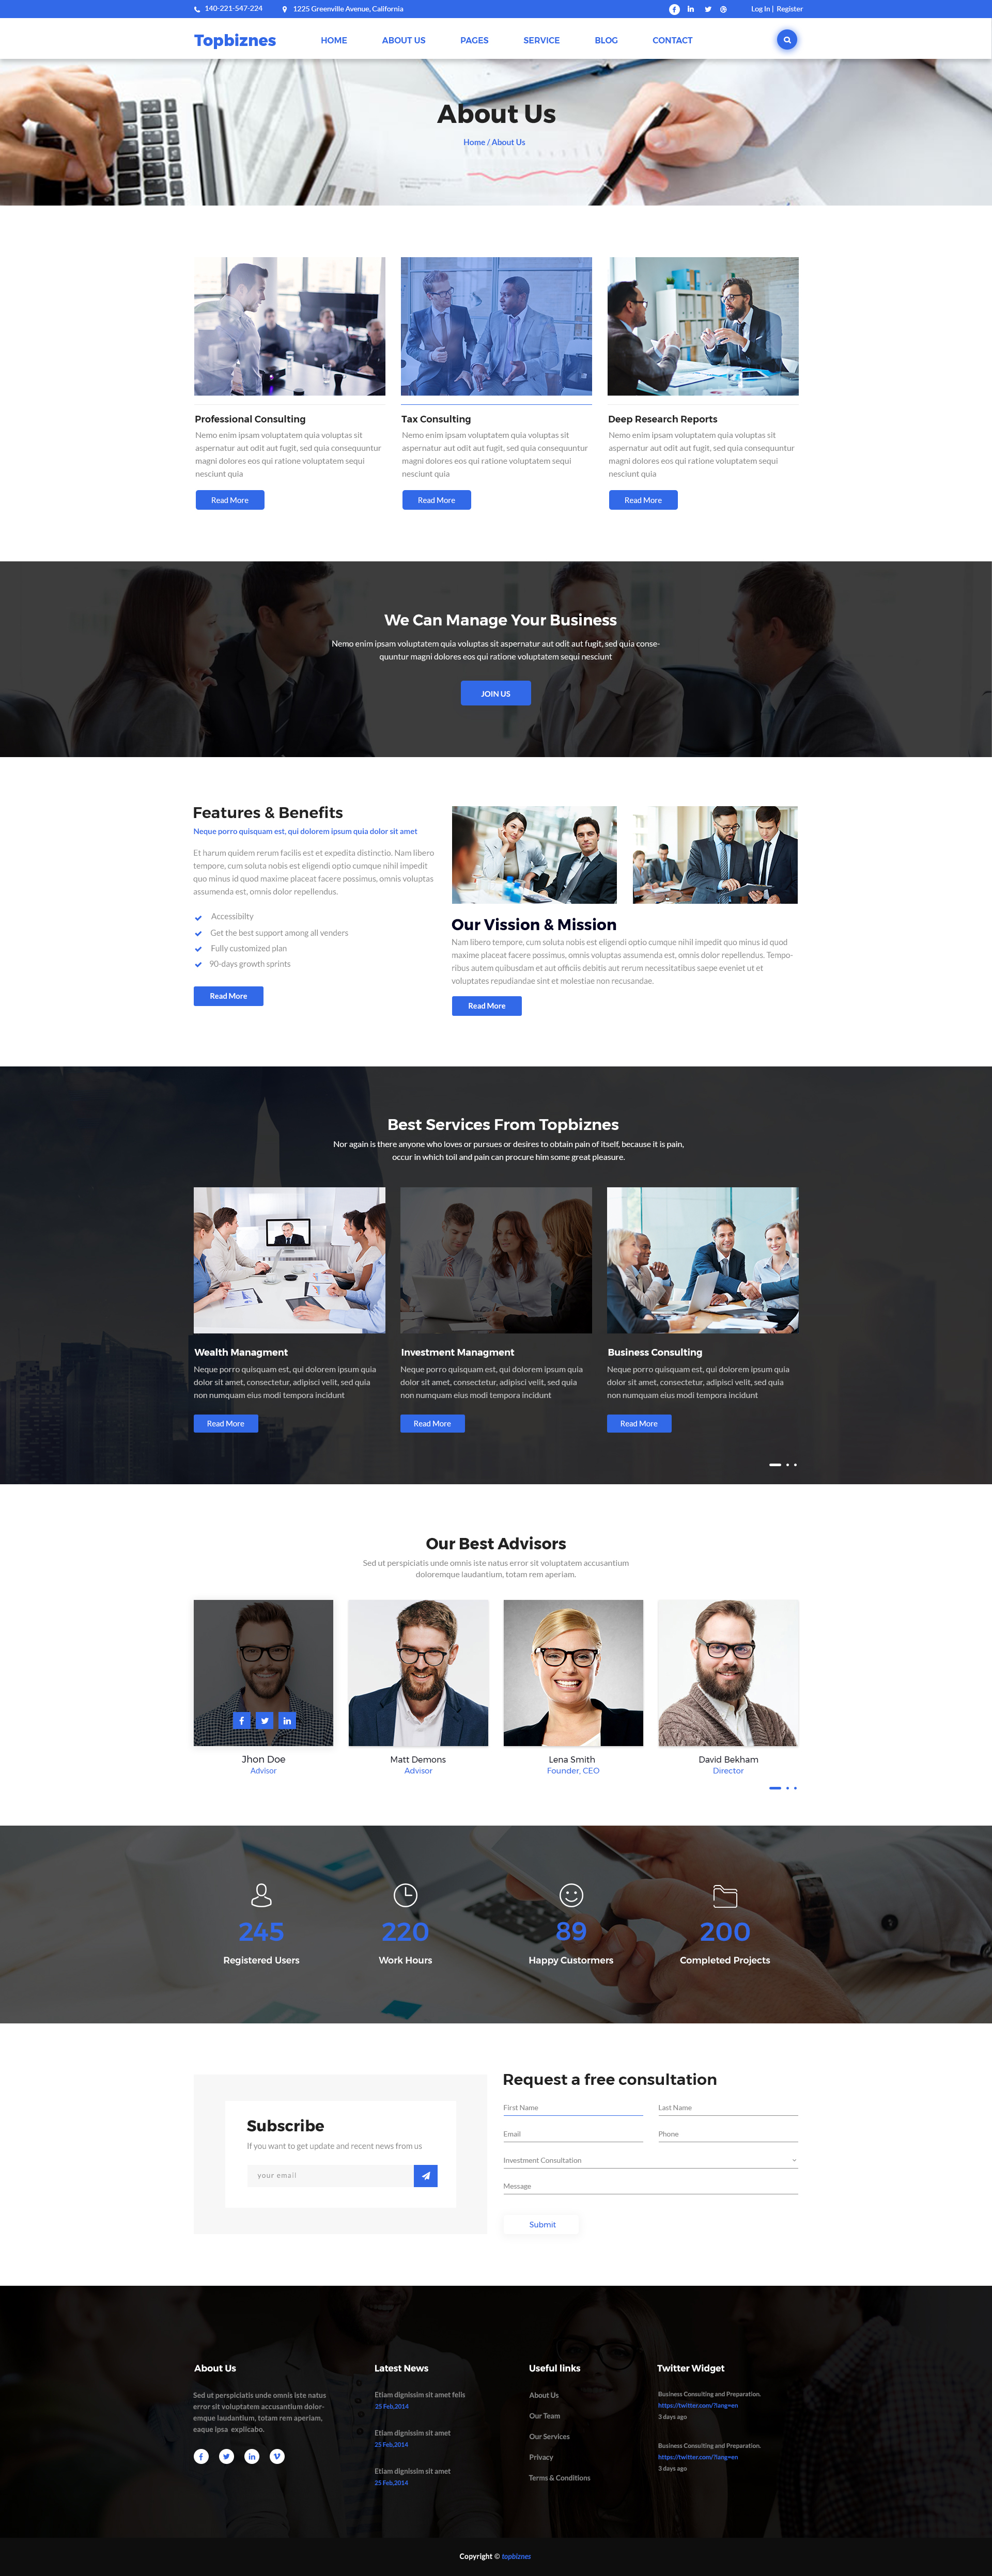 140-221-547-224
1225 Greenville Avenue, California
Log In | Register
Topbiznes
HOME
ABOUT US
PAGES
SERVICE
BLOG
CONTACT
About Us
Home / About Us
Professional Consulting
Nemo enim ipsam voluptatem quia voluptas sit
aspernatur aut odit aut fugit, sed quia consequuntur
magni dolores eos qui ratione voluptatem sequi
nesciunt quia
Read More
Tax Consulting
Nemo enim ipsam voluptatem quia voluptas sit
aspernatur aut odit aut fugit, sed quia consequuntur
magni dolores eos qui ratione voluptatem sequi
nesciunt quia
Read More
Deep Research Reports
Nemo enim ipsam voluptatem quia voluptas sit
aspernatur aut odit aut fugit, sed quia consequuntur
magni dolores eos qui ratione voluptatem sequi
nesciunt quia
Read More
We Can Manage Your Business
Nemo enim ipsam voluptatem quia voluptas sit aspernatur aut odit aut fugit, sed quia conse-
quuntur magni dolores eos qui ratione voluptatem sequi nesciunt
JOIN US
Features & Benefits
Neque porro quisquam est, qui dolorem ipsum quia dolor sit amet
Et harum quidem rerum facilis est et expedita distinctio. Nam libero
tempore, cum soluta nobis est eligendi optio cumque nihil impedit
quo minus id quod maxime placeat facere possimus, omnis voluptas
assumenda est, omnis dolor repellendus.
Accessibilty
Get the best support among all venders
Fully customized plan
90-days growth sprints
Read More
Our Vission & Mission
Nam libero tempore, cum soluta nobis est eligendi optio cumque nihil impedit quo minus id quod
maxime placeat facere possimus, omnis voluptas assumenda est, omnis dolor repellendus. Tempo-
ribus autem quibusdam et aut officiis debitis aut rerum necessitatibus saepe eveniet ut et
voluptates repudiandae sint et molestiae non recusandae.
Read More
Best Services From Topbiznes
Nor again is there anyone who loves or pursues or desires to obtain pain of itself, because it is pain,
occur in which toil and pain can procure him some great pleasure.
Wealth Managment
Neque porro quisquam est, qui dolorem ipsum quia
dolor sit amet, consectetur, adipisci velit, sed quia
non numquam eius modi tempora incidunt
Read More
Investment Managment
Neque porro quisquam est, qui dolorem ipsum quia
dolor sit amet, consectetur, adipisci velit, sed quia
non numquam eius modi tempora incidunt
Read More
Business Consulting
Neque porro quisquam est, qui dolorem ipsum quia
dolor sit amet, consectetur, adipisci velit, sed quia
non numquam eius modi tempora incidunt
Read More
Our Best Advisors
Sed ut perspiciatis unde omnis iste natus error sit voluptatem accusantium
doloremque laudantium, totam rem aperiam.
Jhon Doe
Advisor
Matt Demons
Advisor
Lena Smith
Founder, CEO
David Bekham
Director
245
Registered Users
220
Work Hours
89
Happy Custormers
200
Completed Projects
Subscribe
If you want to get update and recent news from us
your email
Request a free consultation
First Name
Last Name
Email
Phone
Investment Consultation
Message
Submit
About Us
Sed ut perspiciatis unde omnis iste natus
error sit voluptatem accusantium dolor-
emque laudantium, totam rem aperiam,
eaque ipsa explicabo.
Latest News
Etiam dignissim sit amet felis
25 Feb,2014
Etiam dignissim sit amet
25 Feb,2014
Etiam dignissim sit amet
25 Feb,2014
Useful links
About Us
Our Team
Our Services
Privacy
Terms & Conditions
Twitter Widget
Business Consulting and Preparation.
https://twitter.com/?lang=en
3 days ago
Business Consulting and Preparation.
https://twitter.com/?lang=en
3 days ago
Copyright © topbiznes